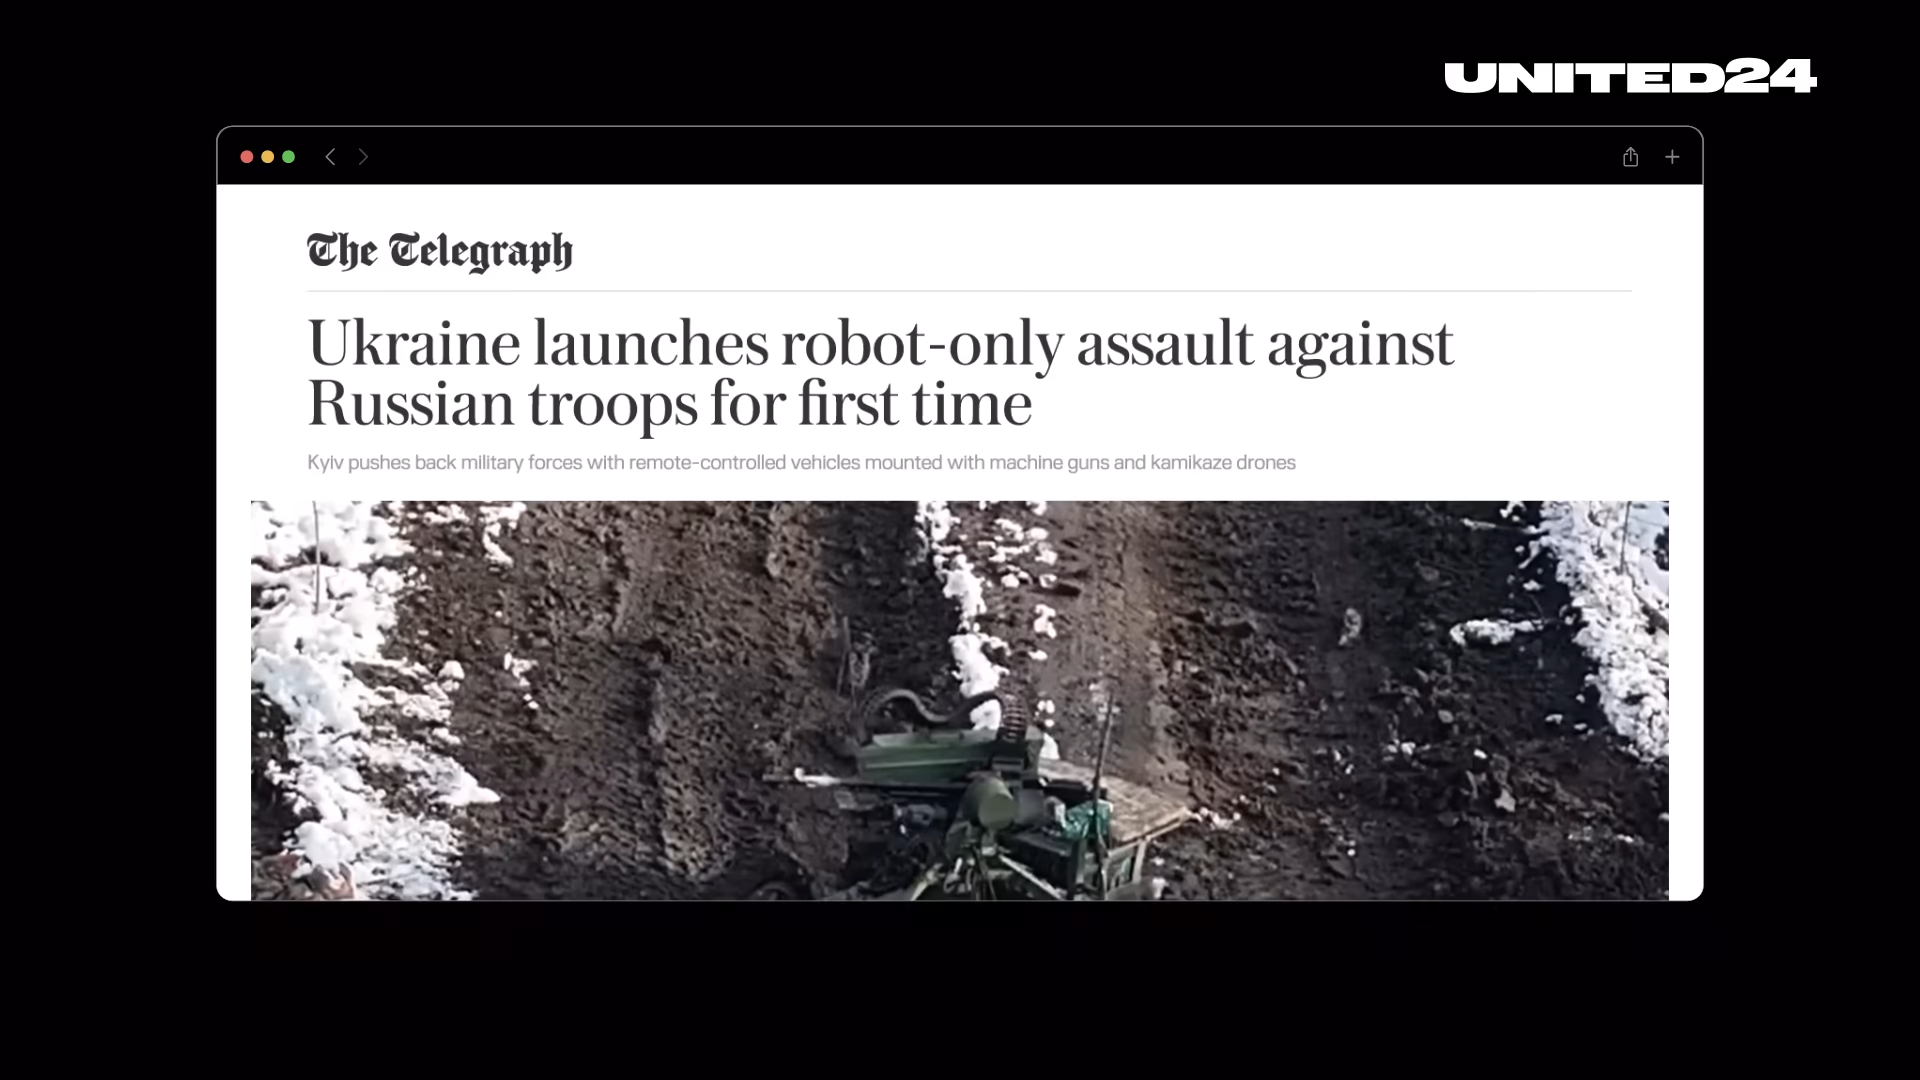 UNITED24
The Telegraph
Ukraine launches robot-only assault against
Russian troops for first time
Kyiv pushes back military forces with remote-controlled vehicles mounted with machine guns and kamikaze drones